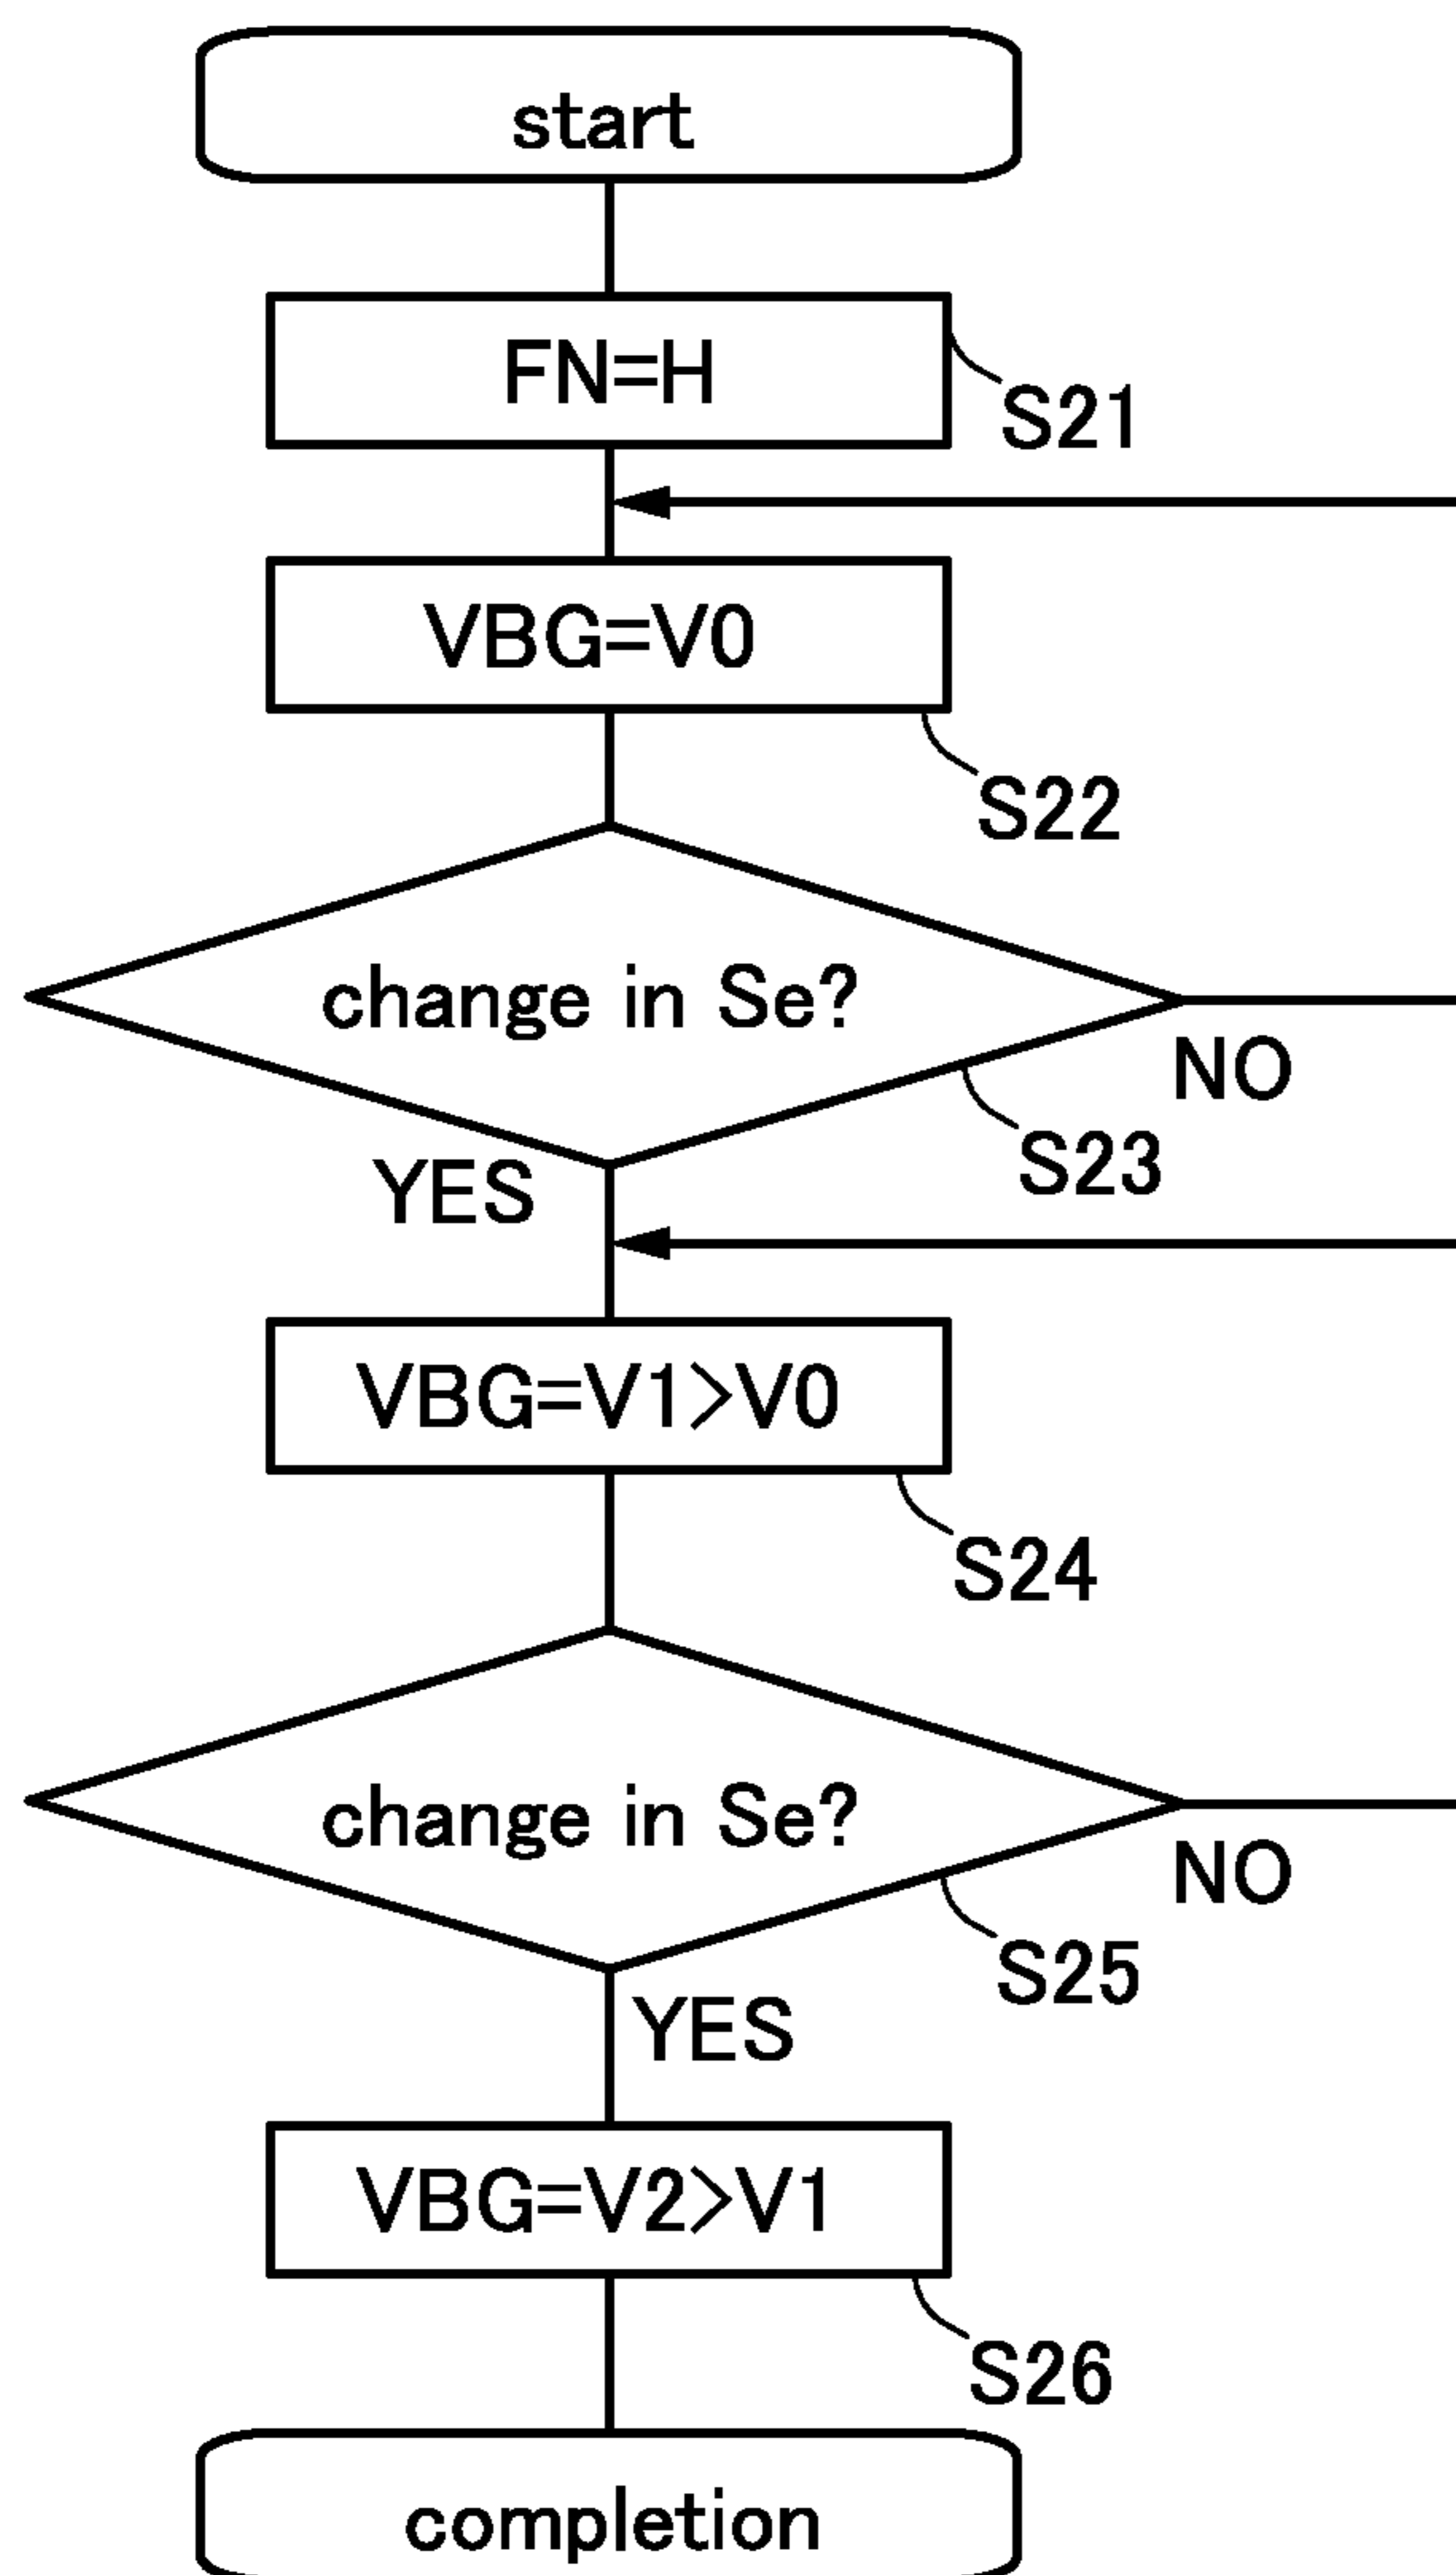 start
FN=H
S21
VBG=V0
S22
change in Se?
NO
S23
YES
VBG=V1>V0
S24
change in Se?
NO
S25
YES
VBG=V2>V1
S26
completion